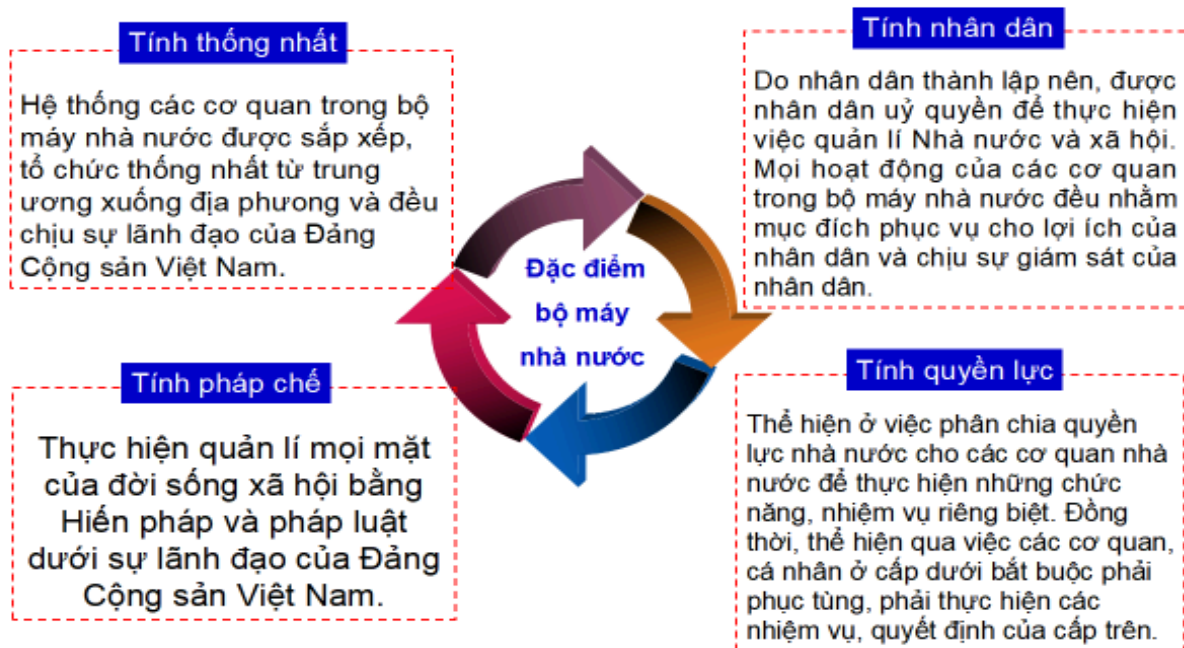 Tính thống nhất
Hệ thống các cơ quan trong bộ
máy nhà nước được sắp xếp,
tổ chức thống nhất từ trung
ương xuống địa phương và đều
chịu sự lãnh đạo của Đảng
Cộng sản Việt Nam.
Tính nhân dân
Do nhân dân thành lập nên, được
nhân dân uỷ quyền để thực hiện
việc quản lí Nhà nước và xã hội.
Mọi hoạt động của các cơ quan
trong bộ máy nhà nước đều nhằm
mục đích phục vụ cho lợi ích của
nhân dân và chịu sự giám sát của
nhân dân.
Đặc điểm
bộ máy
nhà nước
Tính pháp chế
Thực hiện quản lí mọi mặt
của đời sống xã hội bằng
Hiến pháp và pháp luật
dưới sự lãnh đạo của Đảng
Cộng sản Việt Nam.
Tính quyền lực
Thể hiện ở việc phân chia quyền
lực nhà nước cho các cơ quan nhà
nước để thực hiện những chức
năng, nhiệm vụ riêng biệt. Đồng
thời, thể hiện qua việc các cơ quan,
cá nhân ở cấp dưới bắt buộc phải
phục tùng, phải thực hiện các
nhiệm vụ, quyết định của cấp trên.